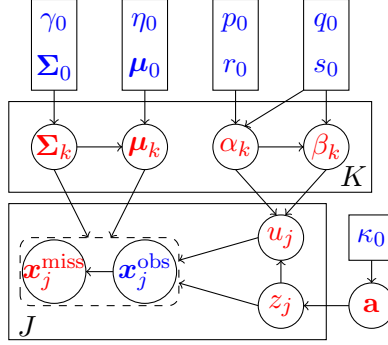 γ₀ η₀ p₀ q₀
𝚺₀ 𝛍₀ r₀ s₀
𝚺ₖ 𝛍ₖ αₖ βₖ
K
uⱼ κ₀
𝒙ⱼᵐⁱˢˢ 𝒙ⱼᵒᵇˢ zⱼ 𝐚
J